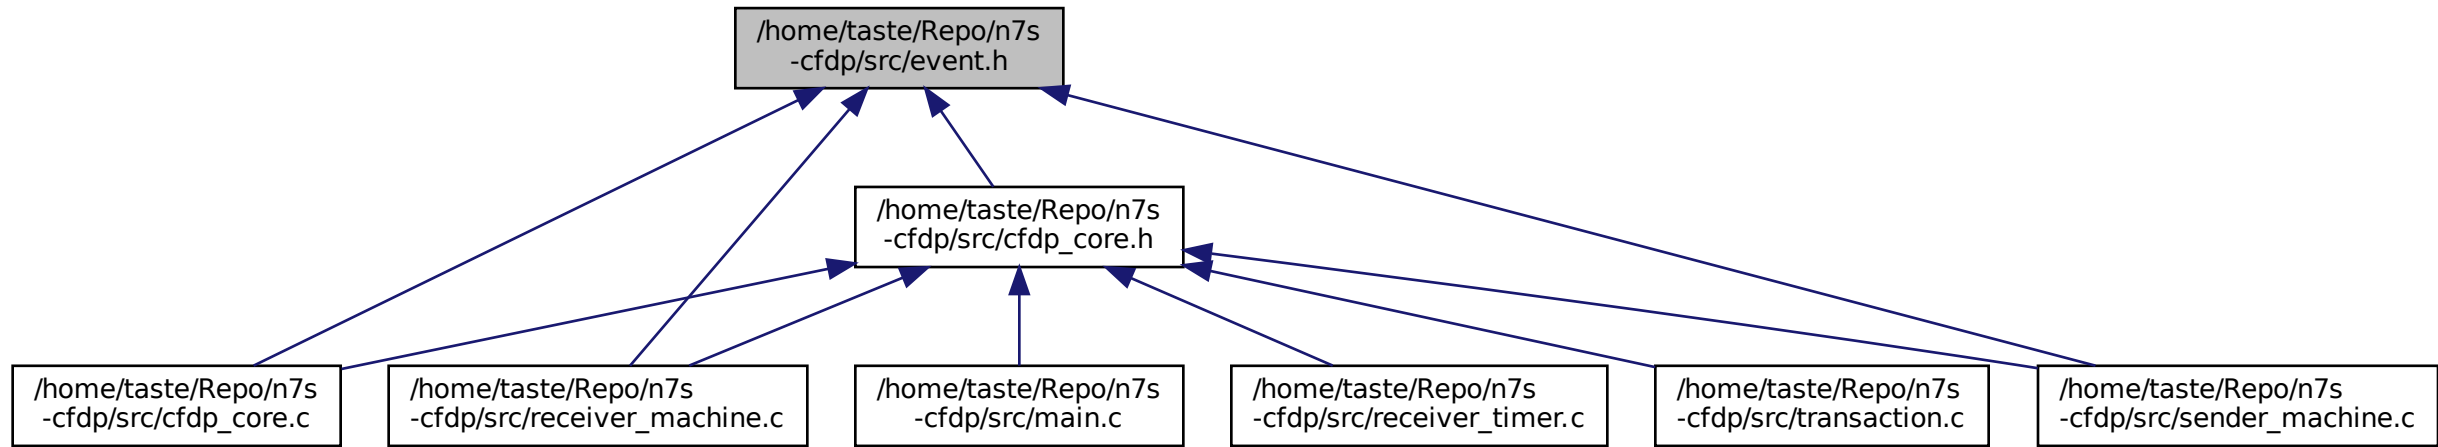 /home/taste/Repo/n7s
-cfdp/src/event.h
/home/taste/Repo/n7s
-cfdp/src/cfdp_core.h
/home/taste/Repo/n7s
-cfdp/src/cfdp_core.c
/home/taste/Repo/n7s
-cfdp/src/receiver_machine.c
/home/taste/Repo/n7s
-cfdp/src/main.c
/home/taste/Repo/n7s
-cfdp/src/receiver_timer.c
/home/taste/Repo/n7s
-cfdp/src/transaction.c
/home/taste/Repo/n7s
-cfdp/src/sender_machine.c